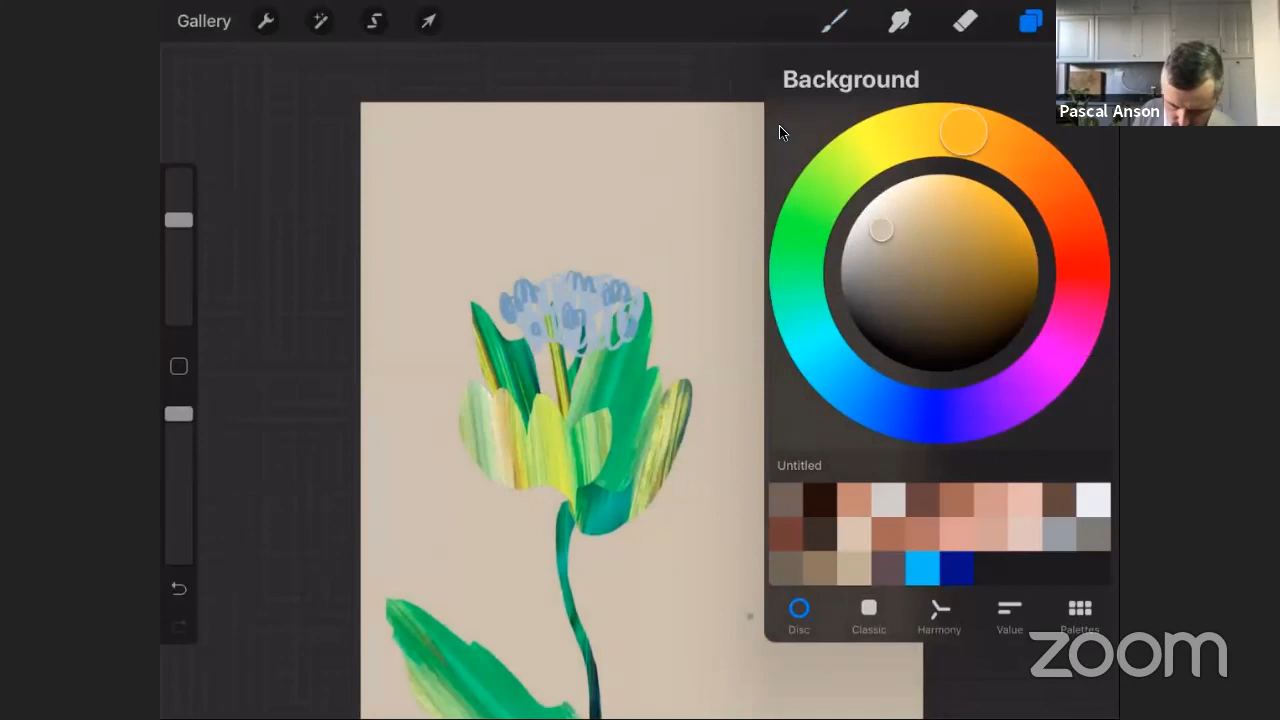 Gallery
Background
Pascal Anson
Untitled
Disc
Classic
Harmony
Value
Palettes
zoom